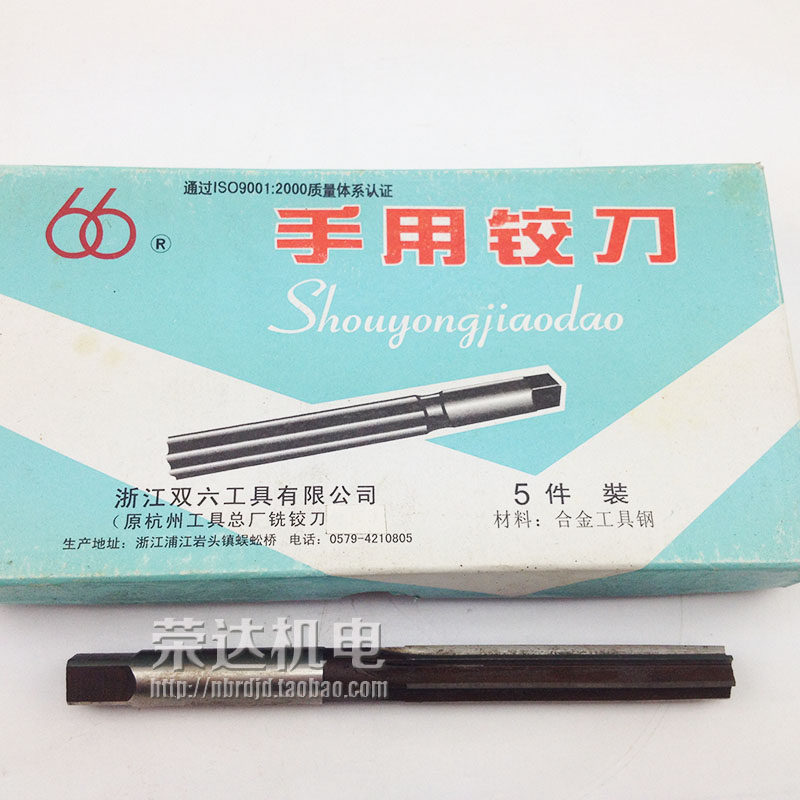 通过ISO9001:2000质量体系认证
66 ®
手用铰刀
Shouyongjiaodao
浙江双六工具有限公司
(原杭州工具总厂铣铰刀
生产地址: 浙江浦江岩头镇蜈蚣桥 电话: 0579-4210805
5 件 裝
材料: 合金工具钢
荣达机电
http://nbrdjd.taobao.com